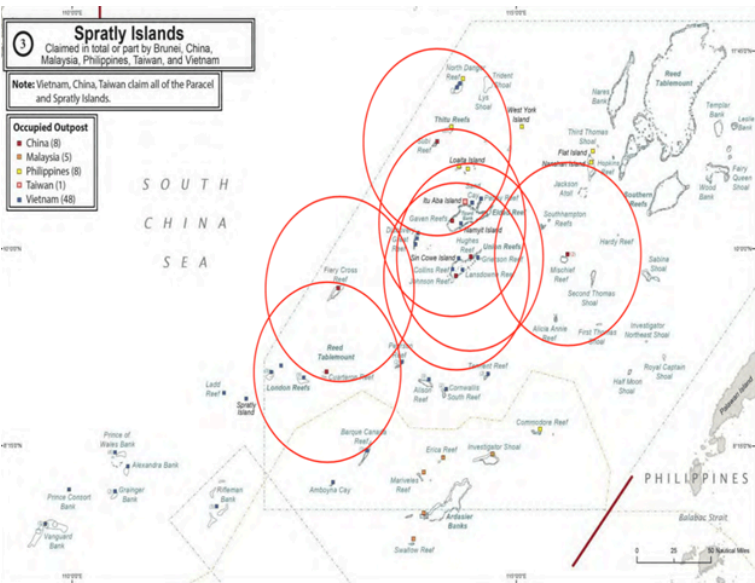 3
Spratly Islands
Claimed in total or part by Brunei, China,
Malaysia, Philippines, Taiwan, and Vietnam
Note: Vietnam, China, Taiwan claim all of the Paracel
and Spratly Islands.
Occupied Outpost
China (8)
Malaysia (5)
Philippines (8)
Taiwan (1)
Vietnam (48)
SOUTH
CHINA
SEA
North Danger
Reef
Trident
Shoal
Lys
Shoal
West York
Island
Thitu Reefs
Subi
Reef
Loaita Island
Nares
Bank
Reed
Tablemount
Templar
Bank
Leslie
Bank
Third Thomas
Shoal
Flat Island
Nanshan Island
Hopkins
Jackson
Atoll
Southern
Reefs
Wood
Bank
Fairy
Queen
Shoal
Itu Aba Island
Gaven Reefs
Namyit Island
Eldad Reef
Southhampton
Reefs
Hardy Reef
Great
Hughes
Reef
Union Reefs
Sin Cowe Island
Grierson Reef
Collins Reef
Lansdowne Reef
Johnson Reef
Mischief
Reef
Second Thomas
Shoal
Sabine
Shoal
Fiery Cross
Reef
Alicia Annie
Reef
First Thomas
Shoal
Investigator
Northeast Shoal
Reed
Tablemount
Cuarteron Reef
London Reefs
Tennent Reef
Alison
Reef
Cornwallis
South Reef
Royal Captain
Shoal
Half Moon
Shoal
Ladd
Reef
Spratly
Island
Palawan Island
Commodore Reef
Barque Canada
Reef
Erica Reef
Investigator Shoal
Prince of
Wales Bank
Alexandra Bank
Prince Consort
Bank
Grainger
Bank
Rifleman
Bank
Amboyna Cay
Mariveles
Reef
Ardasier
Banks
Vanguard
Bank
Swallow Reef
PHILIPPINES
Balabac Strait
0 25 50 Nautical Miles